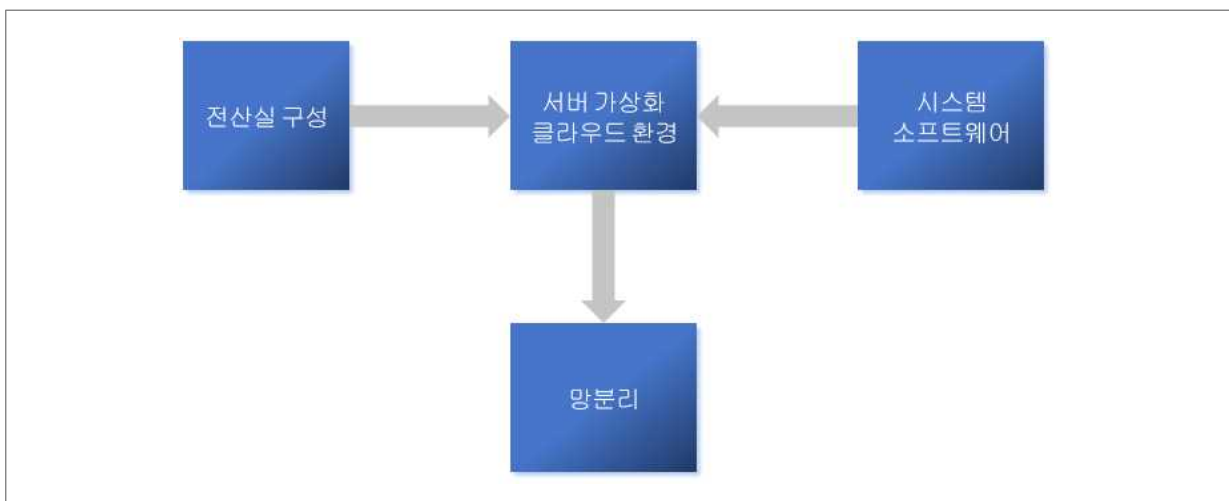 전산실 구성
서버 가상화
클라우드 환경
시스템
소프트웨어
망분리